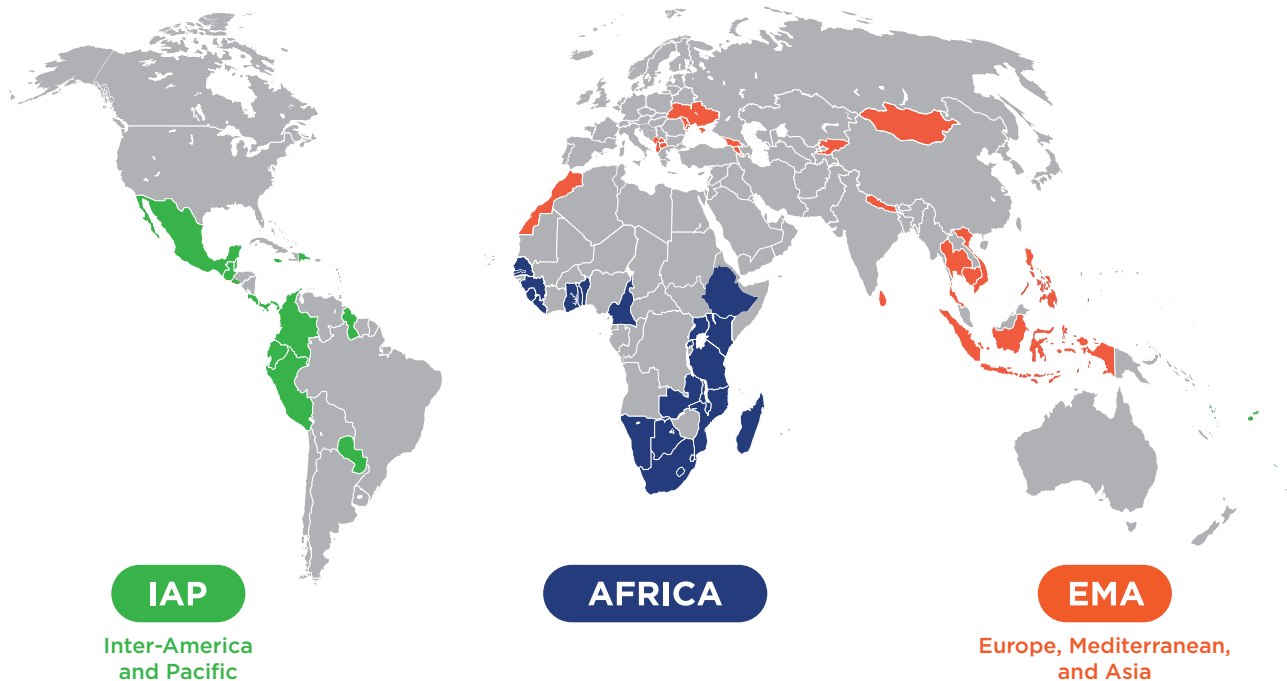 IAP
Inter-America
and Pacific
AFRICA
EMA
Europe, Mediterranean,
and Asia